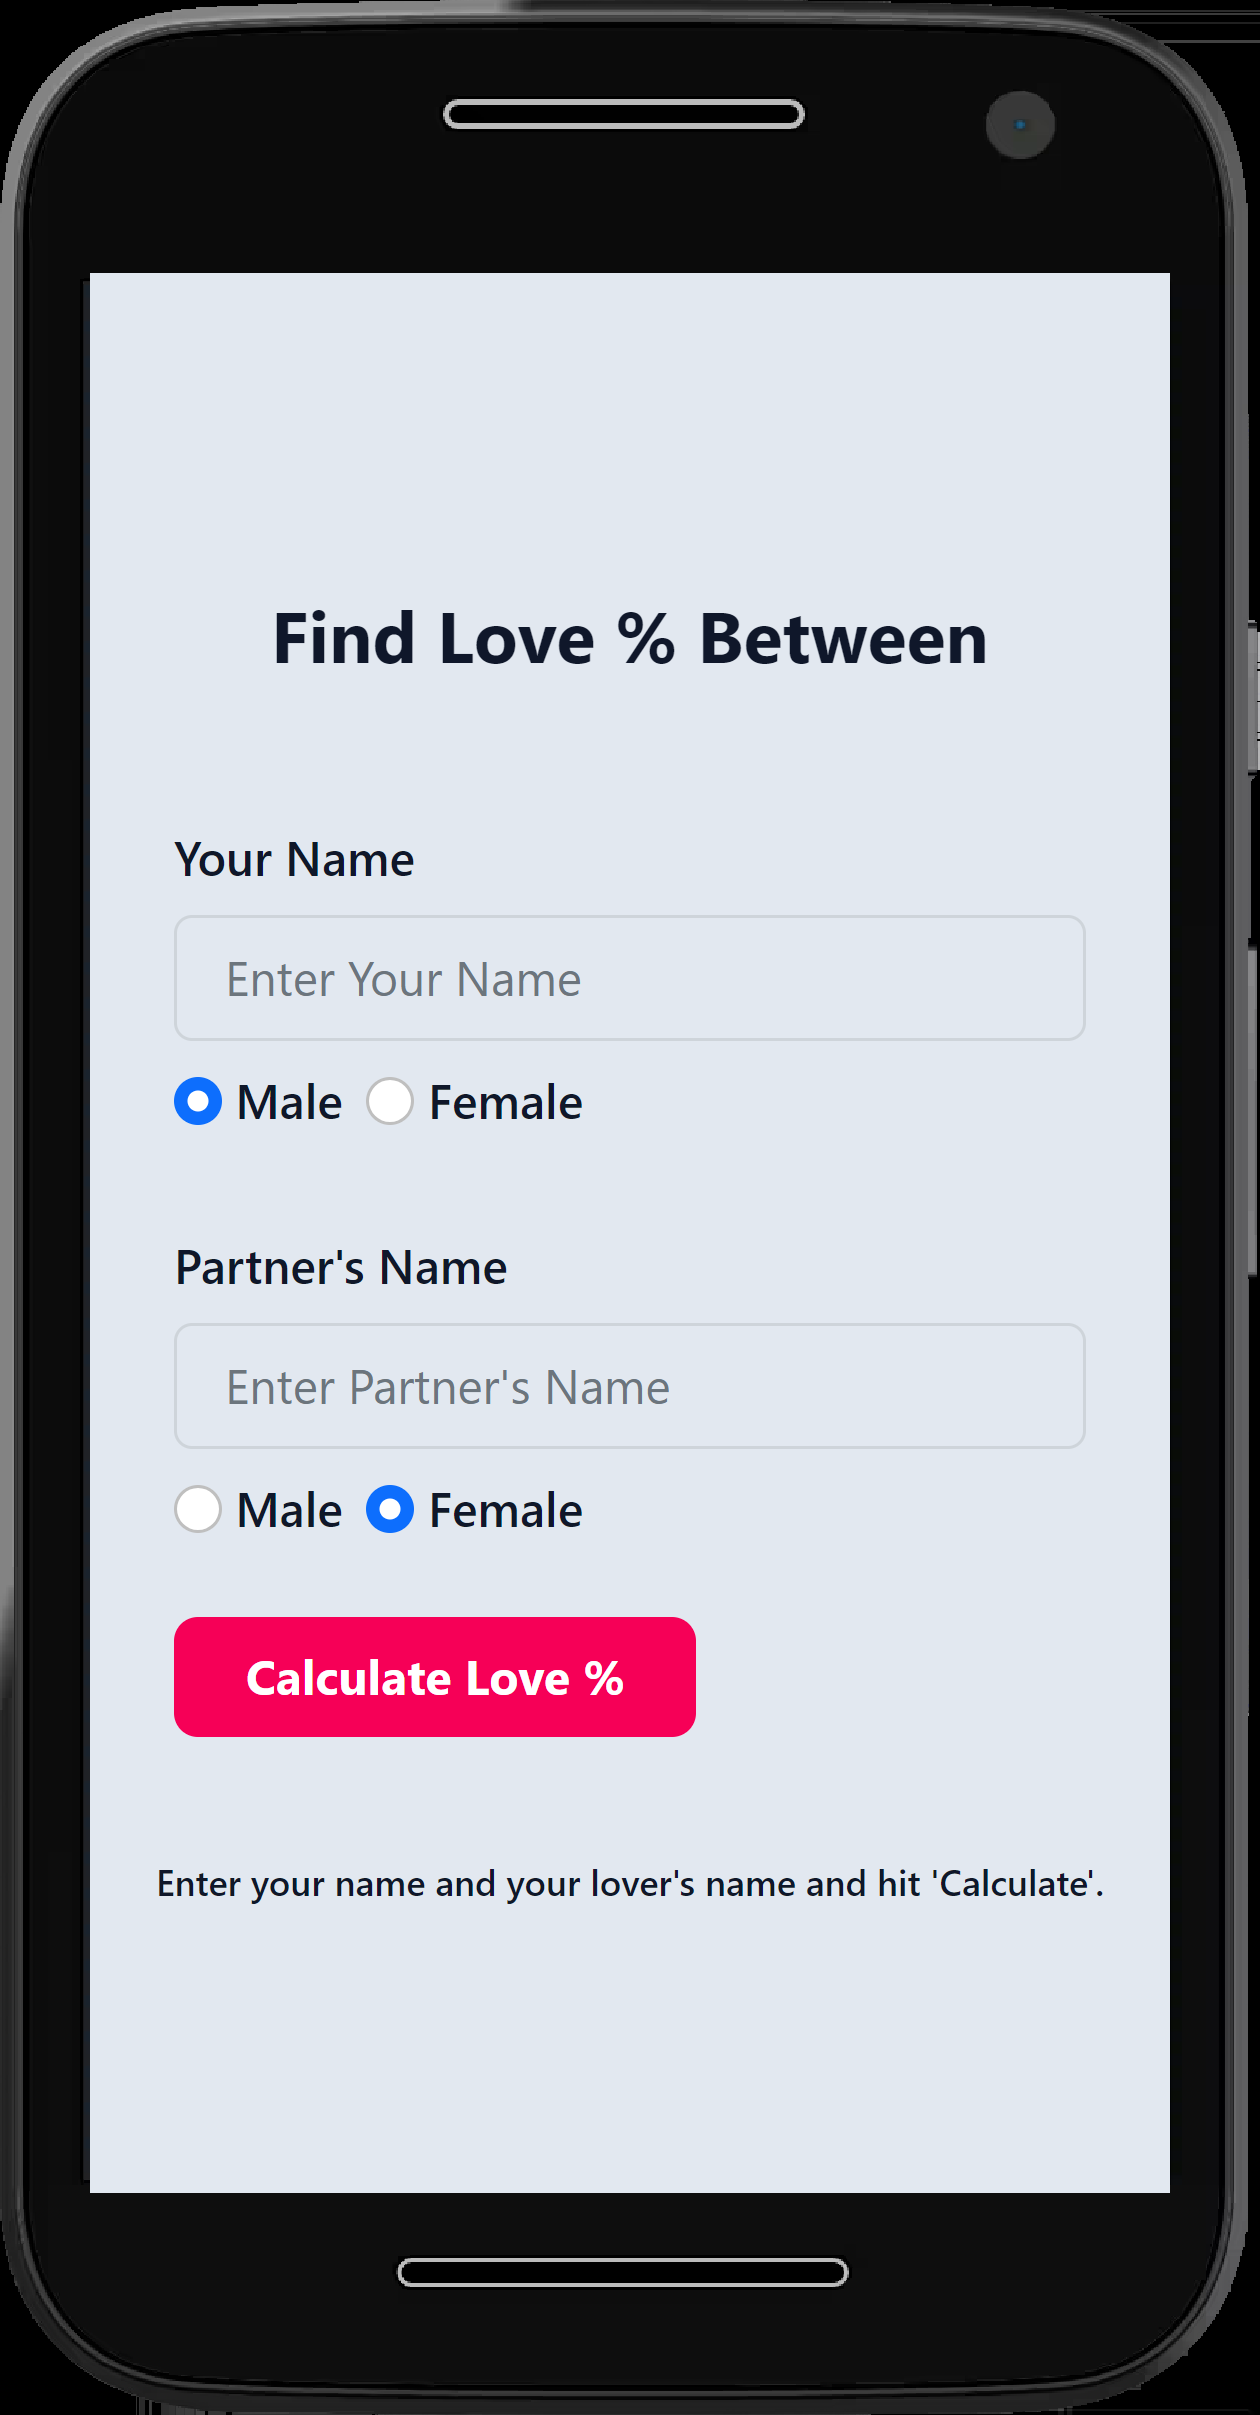 Find Love % Between
Your Name
Enter Your Name
Male Female
Partner's Name
Enter Partner's Name
Male Female
Calculate Love %
Enter your name and your lover's name and hit 'Calculate'.